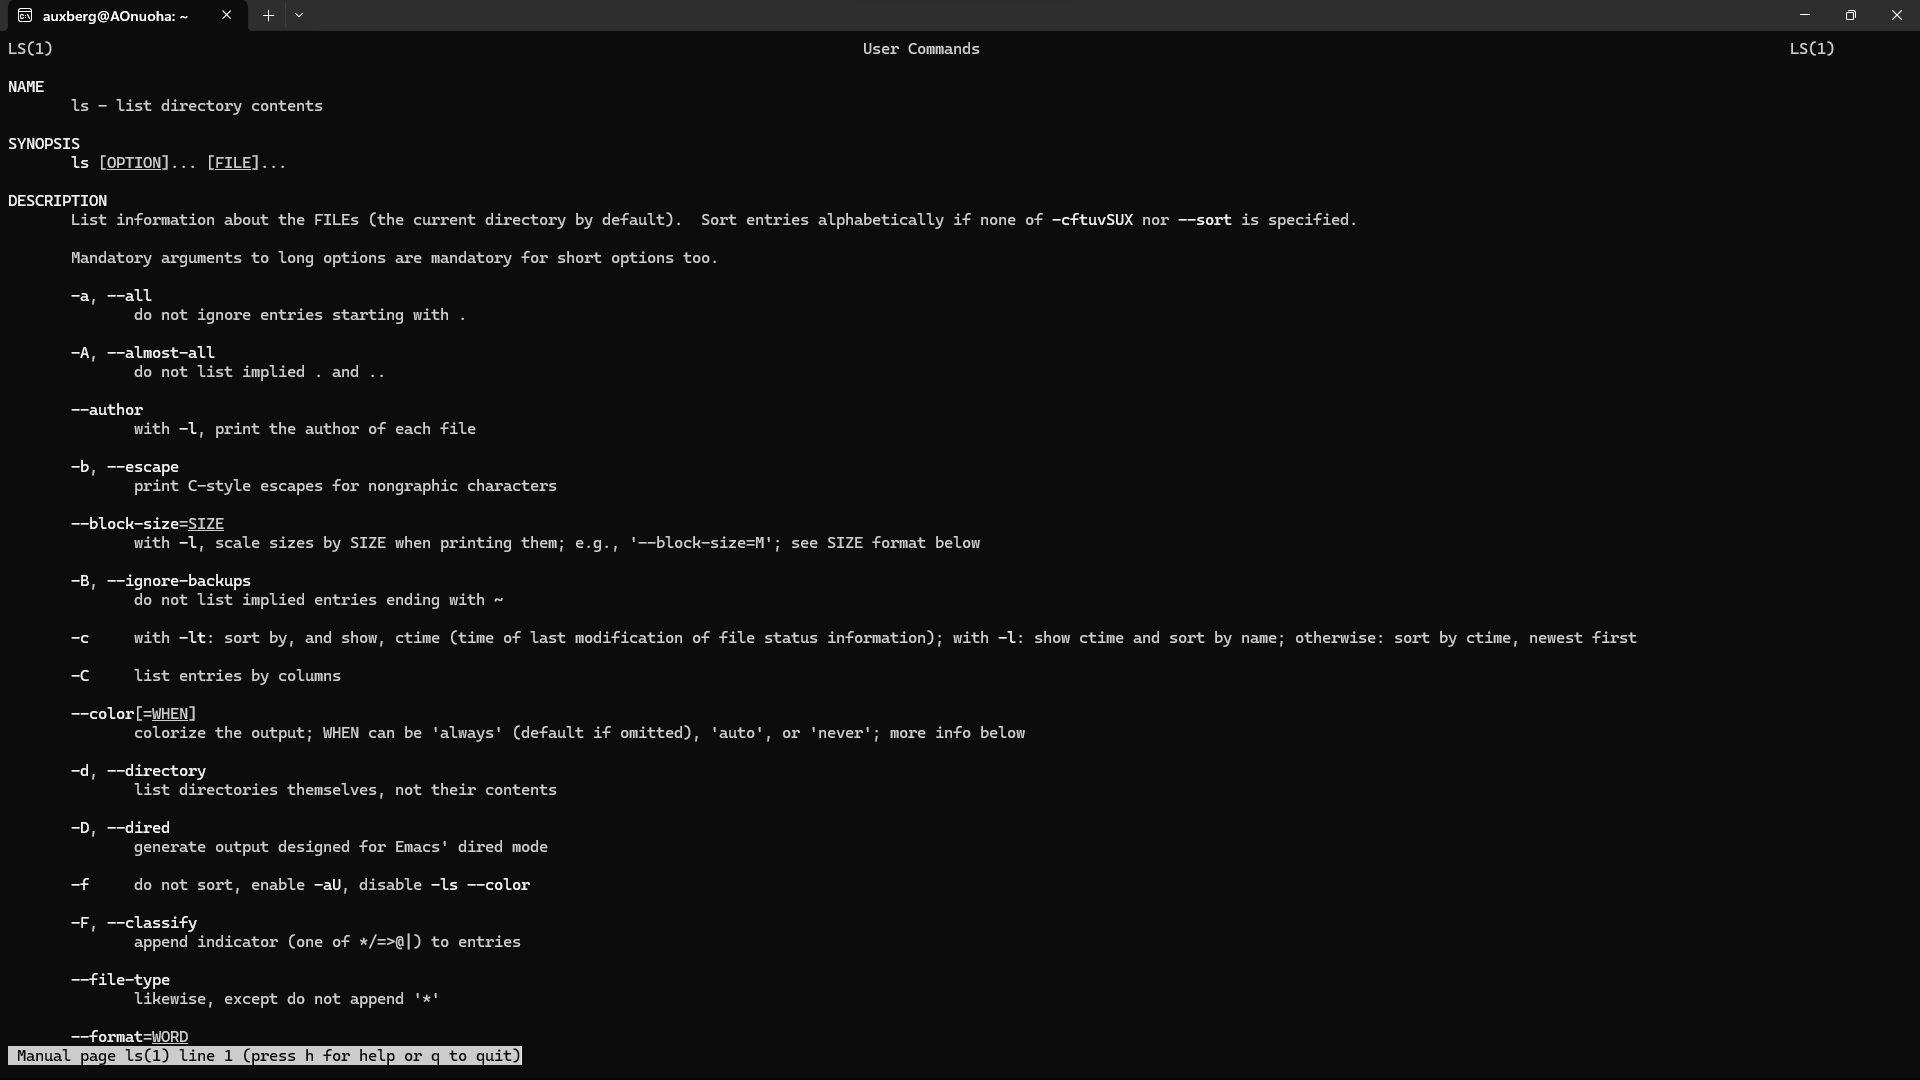 auxberg@AOnuoha: ~
LS(1) User Commands LS(1)
NAME
ls - list directory contents
SYNOPSIS
ls [OPTION]... [FILE]...
DESCRIPTION
List information about the FILEs (the current directory by default). Sort entries alphabetically if none of -cftuvSUX nor --sort is specified.
Mandatory arguments to long options are mandatory for short options too.
-a, --all
do not ignore entries starting with .
-A, --almost-all
do not list implied . and ..
--author
with -l, print the author of each file
-b, --escape
print C-style escapes for nongraphic characters
--block-size=SIZE
with -l, scale sizes by SIZE when printing them; e.g., '--block-size=M'; see SIZE format below
-B, --ignore-backups
do not list implied entries ending with ~
-c with -lt: sort by, and show, ctime (time of last modification of file status information); with -l: show ctime and sort by name; otherwise: sort by ctime, newest first
-C list entries by columns
--color[=WHEN]
colorize the output; WHEN can be 'always' (default if omitted), 'auto', or 'never'; more info below
-d, --directory
list directories themselves, not their contents
-D, --dired
generate output designed for Emacs' dired mode
-f do not sort, enable -aU, disable -ls --color
-F, --classify
append indicator (one of */=>@|) to entries
--file-type
likewise, except do not append '*'
--format=WORD
Manual page ls(1) line 1 (press h for help or q to quit)